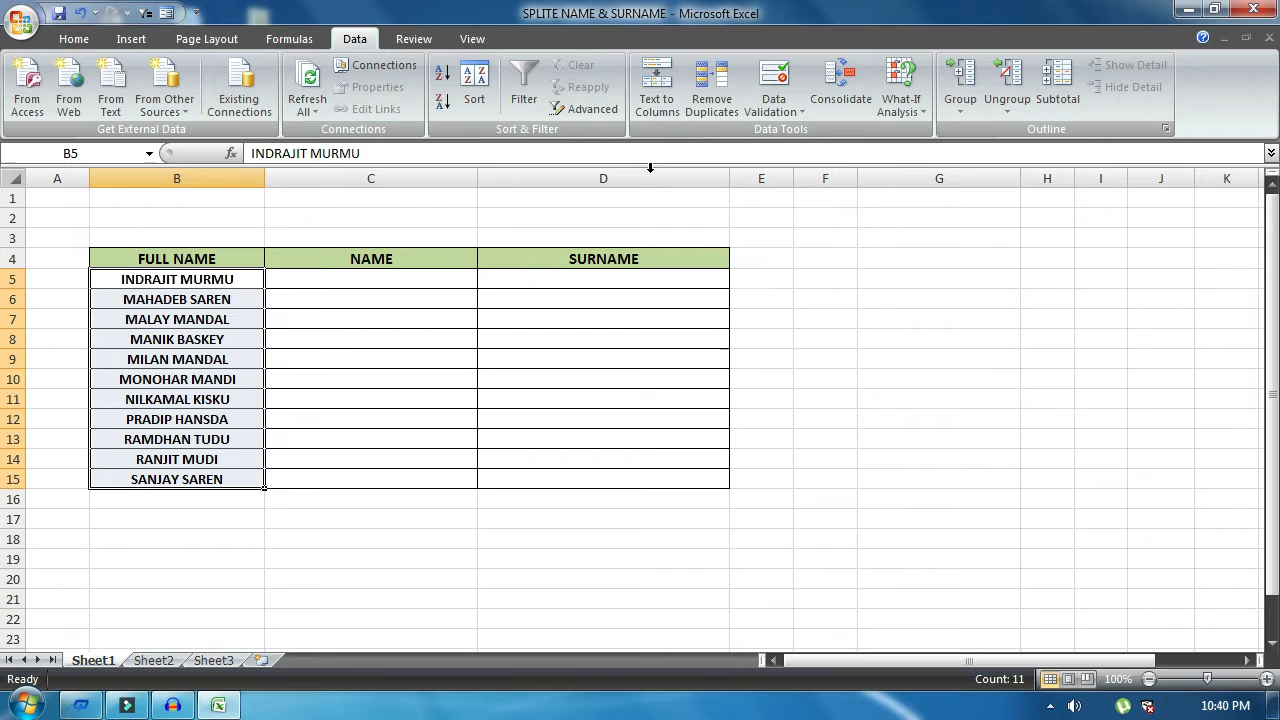 SPLITE NAME & SURNAME - Microsoft Excel
Home Insert Page Layout Formulas Data Review View
From Access
From Web
From Text
From Other Sources
Existing Connections
Get External Data
Refresh All
Connections
Properties
Edit Links
Connections
Sort
Filter
Clear
Reapply
Advanced
Sort & Filter
Text to Columns
Remove Duplicates
Data Validation
Consolidate
What-If Analysis
Data Tools
Group
Ungroup
Subtotal
Show Detail
Hide Detail
Outline
B5 fx INDRAJIT MURMU
A B C D E F G H I J K
1
2
3
4 FULL NAME NAME SURNAME
5 INDRAJIT MURMU
6 MAHADEB SAREN
7 MALAY MANDAL
8 MANIK BASKEY
9 MILAN MANDAL
10 MONOHAR MANDI
11 NILKAMAL KISKU
12 PRADIP HANSDA
13 RAMDHAN TUDU
14 RANJIT MUDI
15 SANJAY SAREN
16
17
18
19
20
21
22
23
Sheet1 Sheet2 Sheet3
Ready Count: 11 100%
10:40 PM